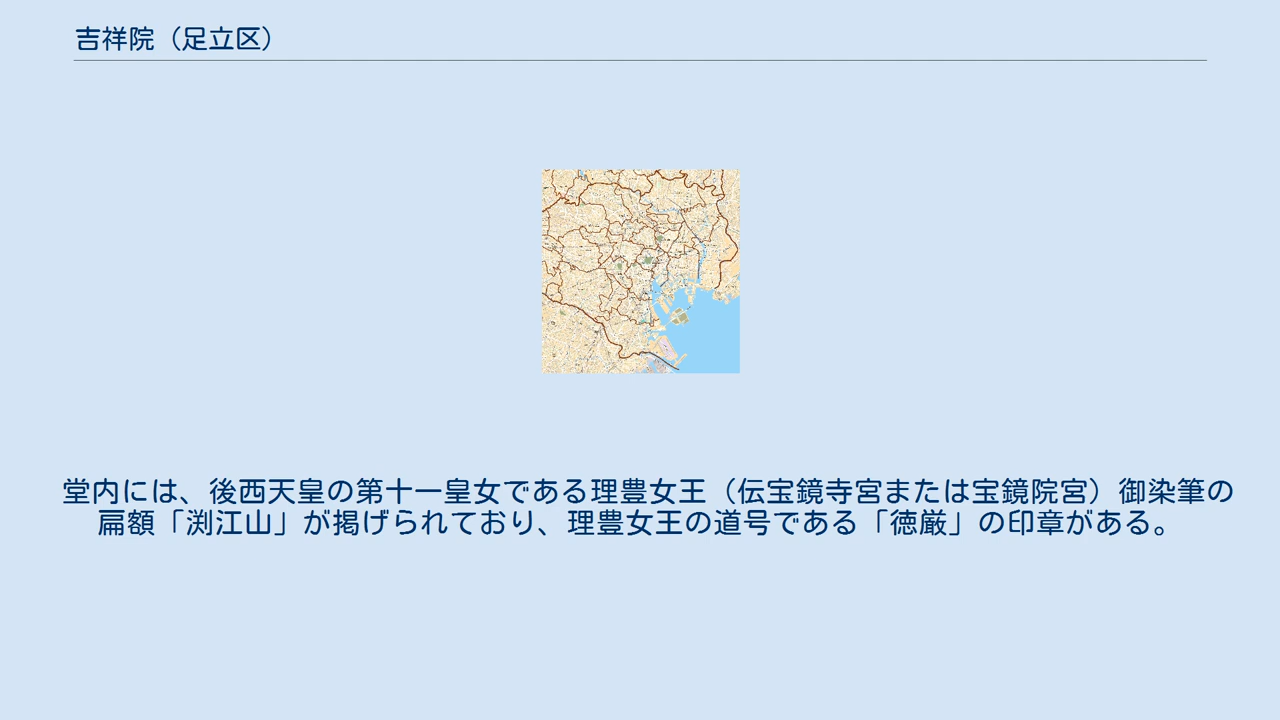 吉祥院（足立区）
堂内には、後西天皇の第十一皇女である理豊女王（伝宝鏡寺宮または宝鏡院宮）御染筆の
扁額「渕江山」が掲げられており、理豊女王の道号である「徳厳」の印章がある。